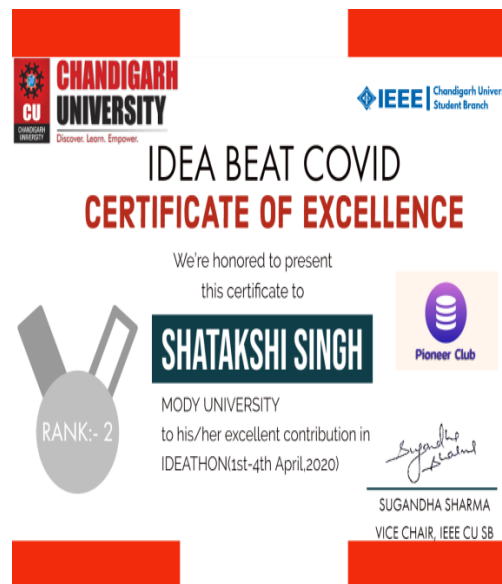 CHANDIGARH
UNIVERSITY
CU
CHANDIGARH
UNIVERSITY
Discover. Learn. Empower.
IEEE
Chandigarh Univer
Student Branch
IDEA BEAT COVID
CERTIFICATE OF EXCELLENCE
We're honored to present
this certificate to
SHATAKSHI SINGH
Pioneer Club
MODY UNIVERSITY
to his/her excellent contribution in
IDEATHON(1st-4th April,2020)
RANK:- 2
Sugandha
Sharma
SUGANDHA SHARMA
VICE CHAIR, IEEE CU SB